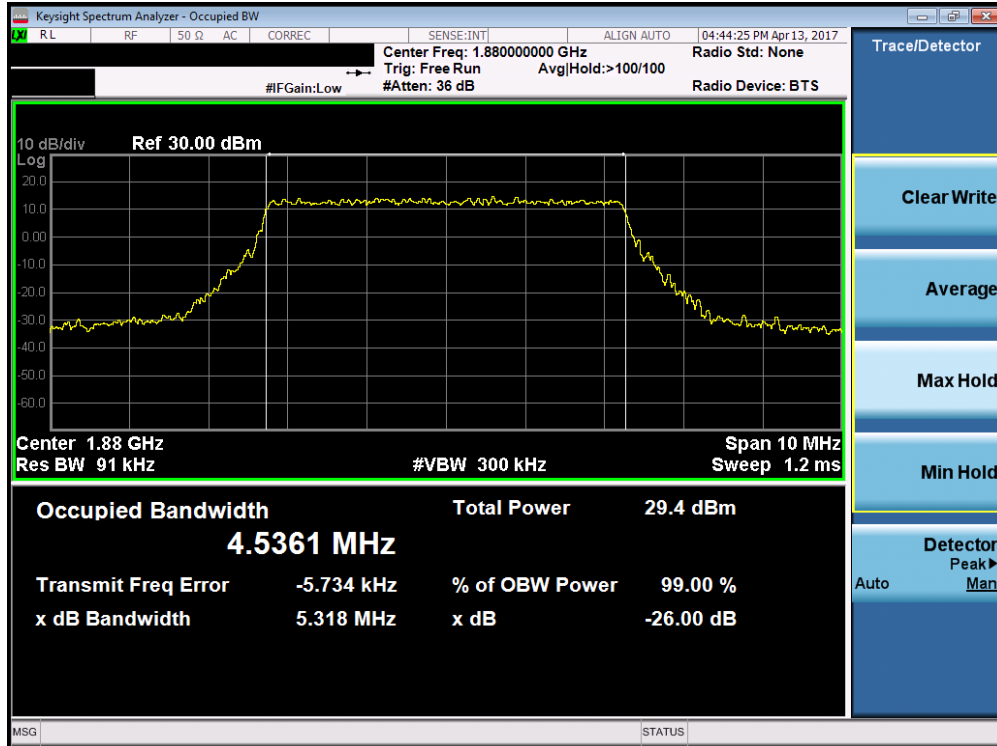 Keysight Spectrum Analyzer - Occupied BW
LXI RL RF 50 Ω AC CORREC SENSE:INT ALIGN AUTO 04:44:25 PM Apr 13, 2017
Center Freq: 1.880000000 GHz Radio Std: None
Trig: Free Run Avg|Hold:>100/100
#IFGain:Low #Atten: 36 dB Radio Device: BTS
10 dB/div Ref 30.00 dBm
Log
20.0
10.0
0.00
-10.0
-20.0
-30.0
-40.0
-50.0
-60.0
Center 1.88 GHz Span 10 MHz
Res BW 91 kHz #VBW 300 kHz Sweep 1.2 ms
Occupied Bandwidth Total Power 29.4 dBm
4.5361 MHz
Transmit Freq Error -5.734 kHz % of OBW Power 99.00 %
x dB Bandwidth 5.318 MHz x dB -26.00 dB
MSG STATUS
Trace/Detector
Clear Write
Average
Max Hold
Min Hold
Detector
Peak▶
Auto Man